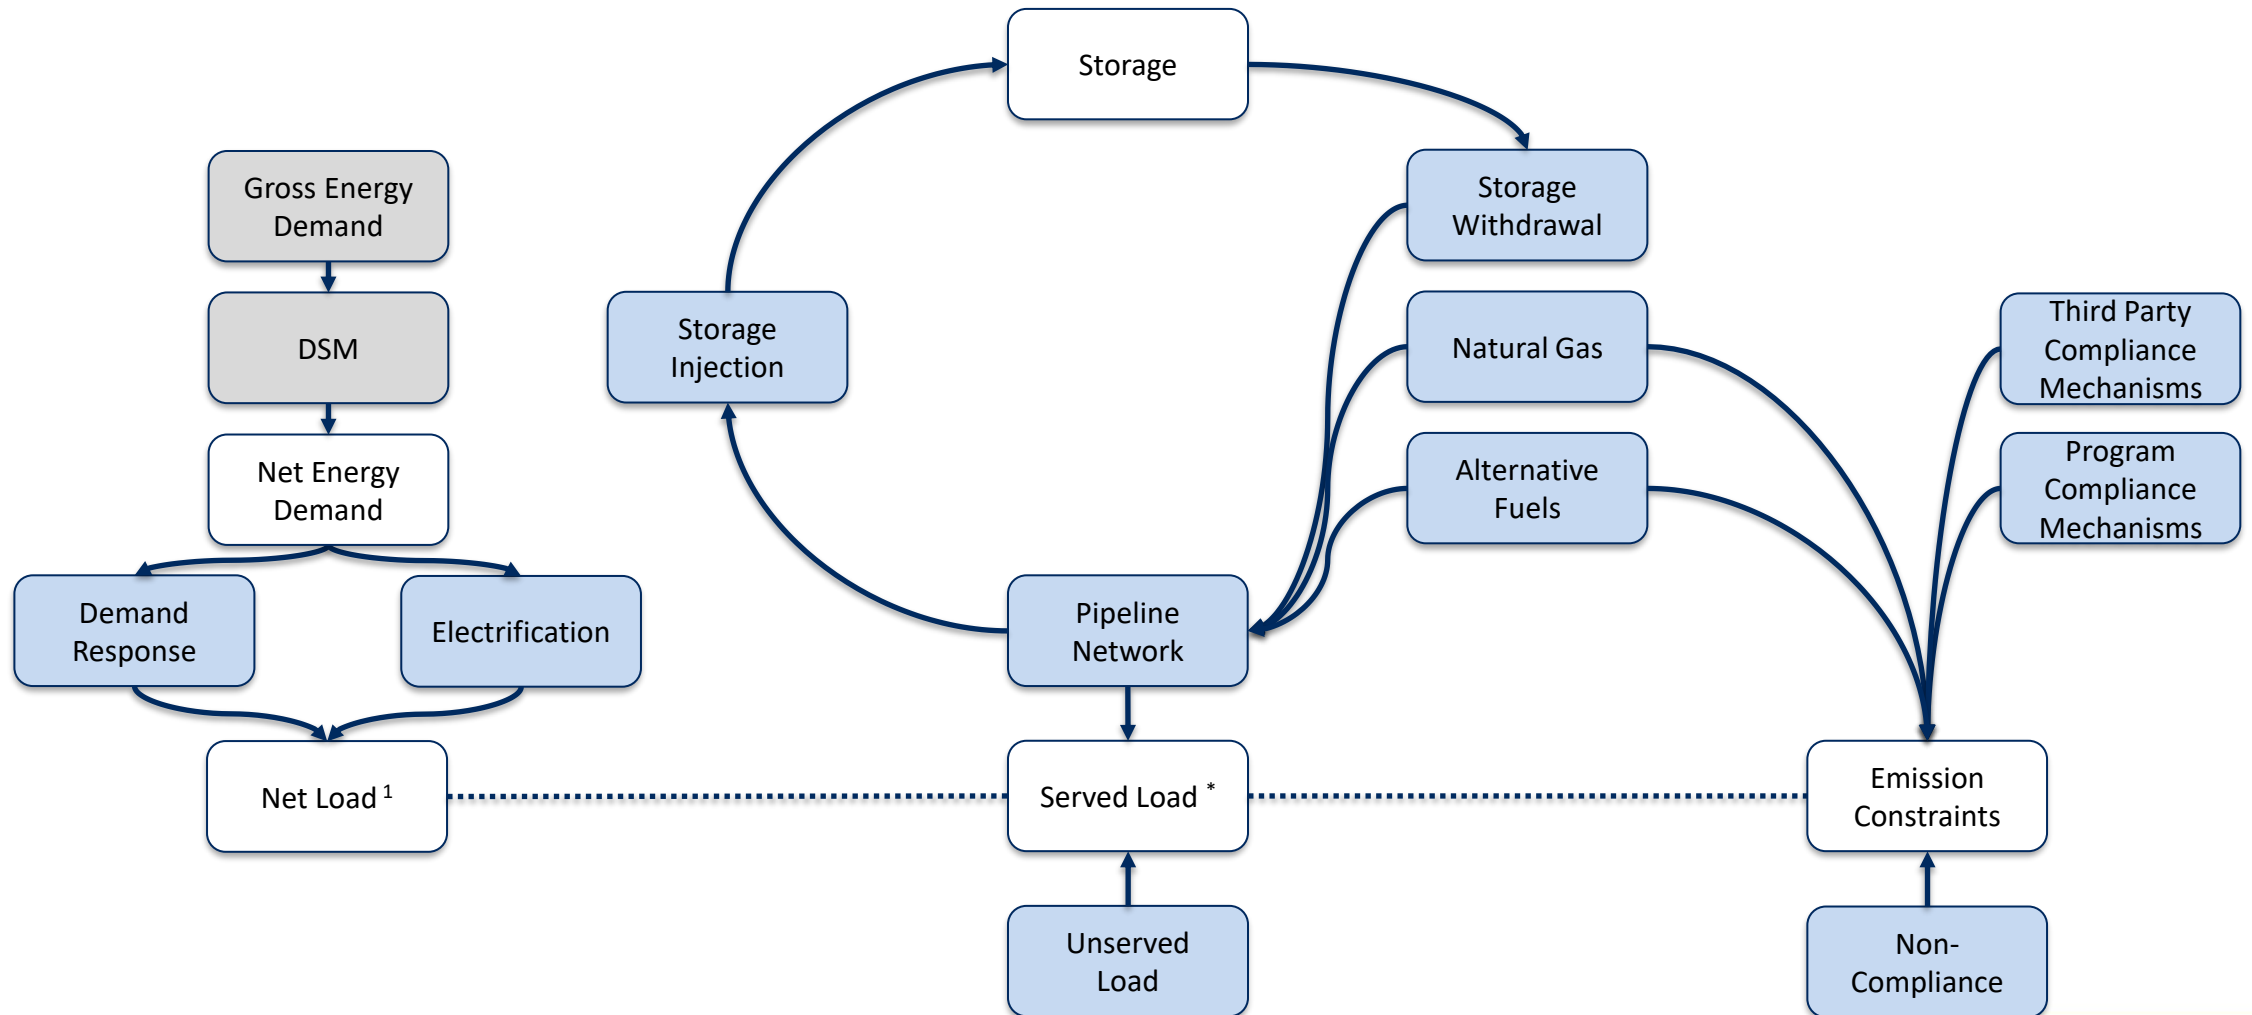 Storage
Gross Energy
Demand
Storage
Withdrawal
DSM
Storage
Injection
Natural Gas
Third Party
Compliance
Mechanisms
Net Energy
Demand
Alternative
Fuels
Program
Compliance
Mechanisms
Demand
Response
Electrification
Pipeline
Network
Net Load 1
Served Load *
Emission
Constraints
Unserved
Load
Non-
Compliance